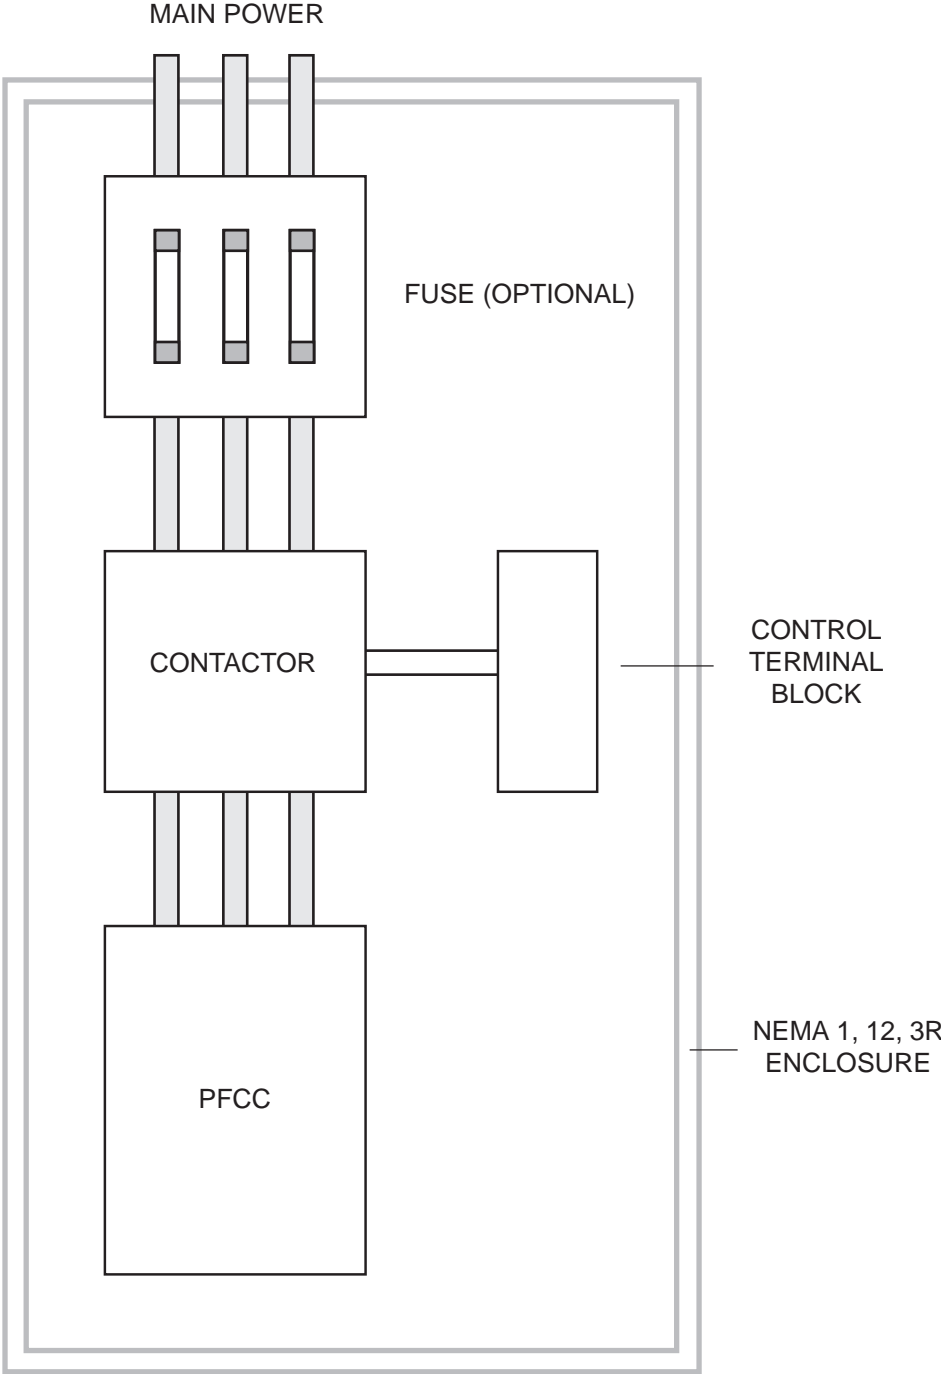 MAIN POWER
FUSE (OPTIONAL)
CONTROL
TERMINAL
BLOCK
CONTACTOR
NEMA 1, 12, 3R
ENCLOSURE
PFCC